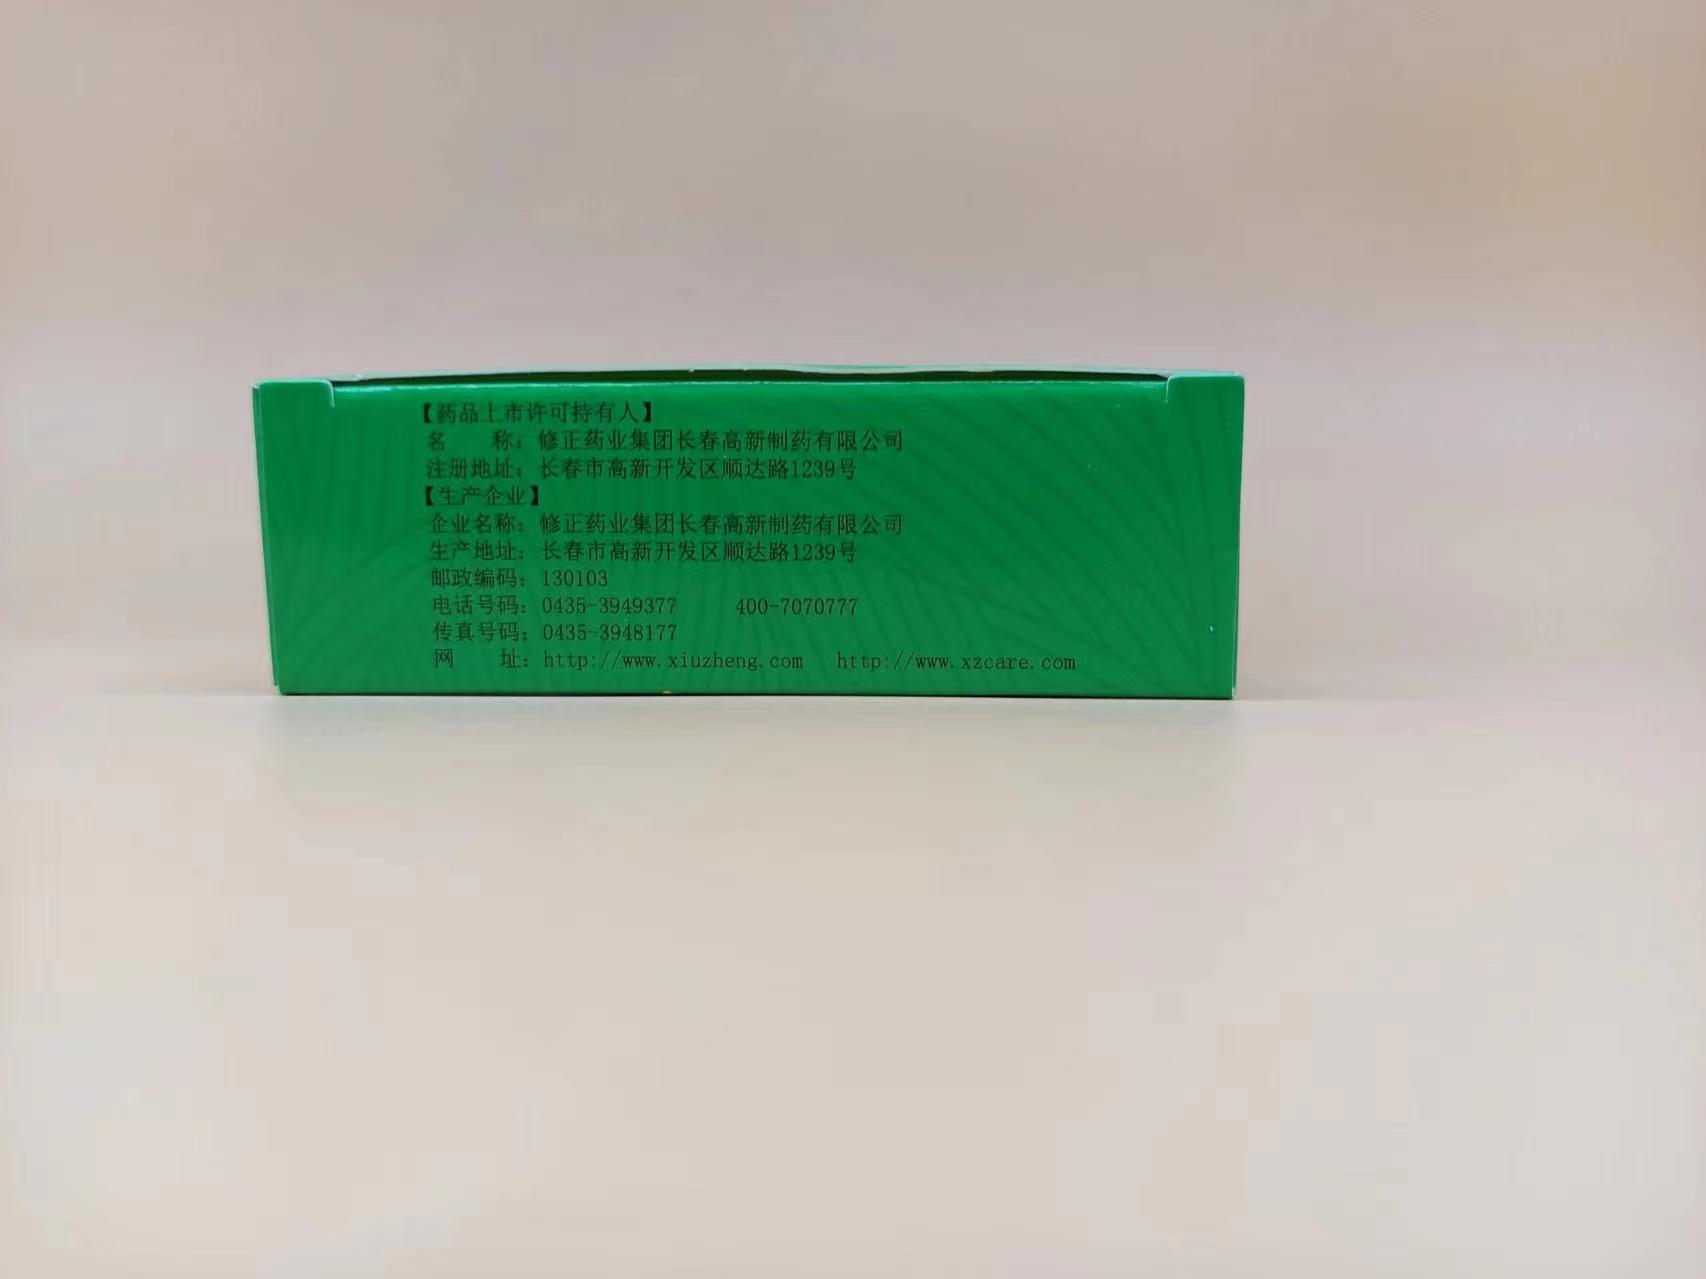 【药品上市许可持有人】
名 称：修正药业集团长春高新制药有限公司
注册地址：长春市高新开发区顺达路1239号
【生产企业】
企业名称：修正药业集团长春高新制药有限公司
生产地址：长春市高新开发区顺达路1239号
邮政编码：130103
电话号码：0435-3949377 400-7070777
传真号码：0435-3948177
网 址：http://www.xiuzheng.com http://www.xzcare.com